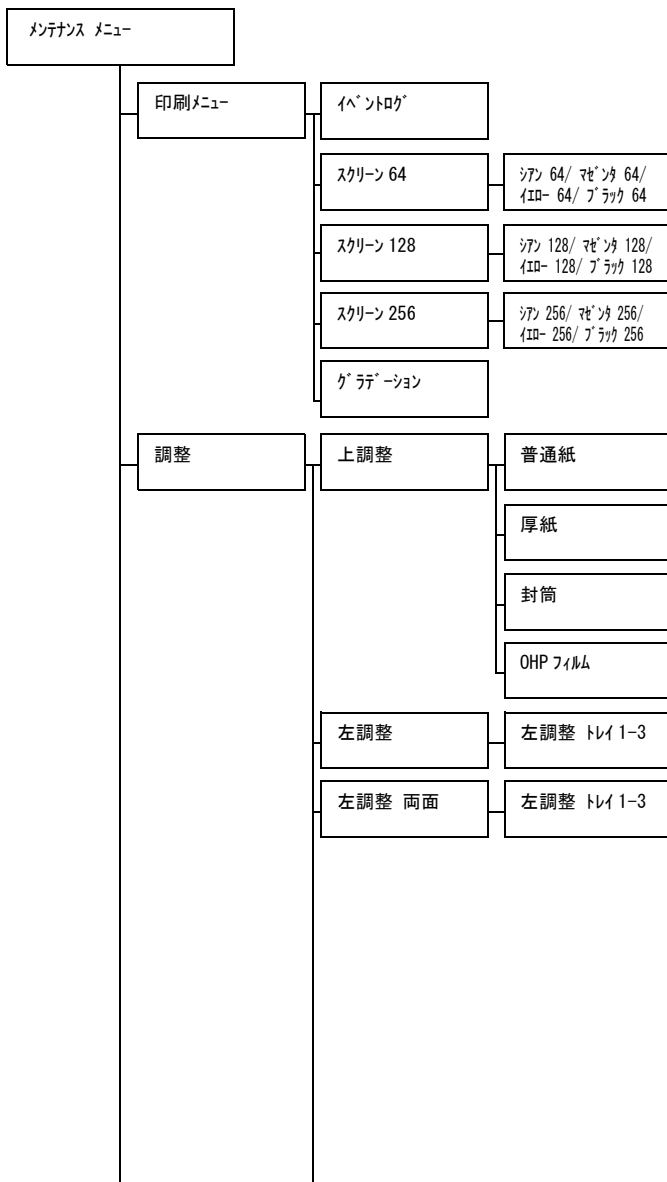 ﾒﾝﾃﾅﾝｽ ﾒﾆｭｰ
印刷ﾒﾆｭｰ
ｲﾍﾞﾝﾄﾛｸﾞ
ｽｸﾘｰﾝ 64
ｼｱﾝ 64/ ﾏｾﾞﾝﾀ 64/
ｲｴﾛｰ 64/ ﾌﾞﾗｯｸ 64
ｽｸﾘｰﾝ 128
ｼｱﾝ 128/ ﾏｾﾞﾝﾀ 128/
ｲｴﾛｰ 128/ ﾌﾞﾗｯｸ 128
ｽｸﾘｰﾝ 256
ｼｱﾝ 256/ ﾏｾﾞﾝﾀ 256/
ｲｴﾛｰ 256/ ﾌﾞﾗｯｸ 256
ｸﾞﾗﾃﾞｰｼｮﾝ
調整
上調整
普通紙
厚紙
封筒
OHP ﾌｨﾙﾑ
左調整
左調整 ﾄﾚｲ 1-3
左調整 両面
左調整 ﾄﾚｲ 1-3